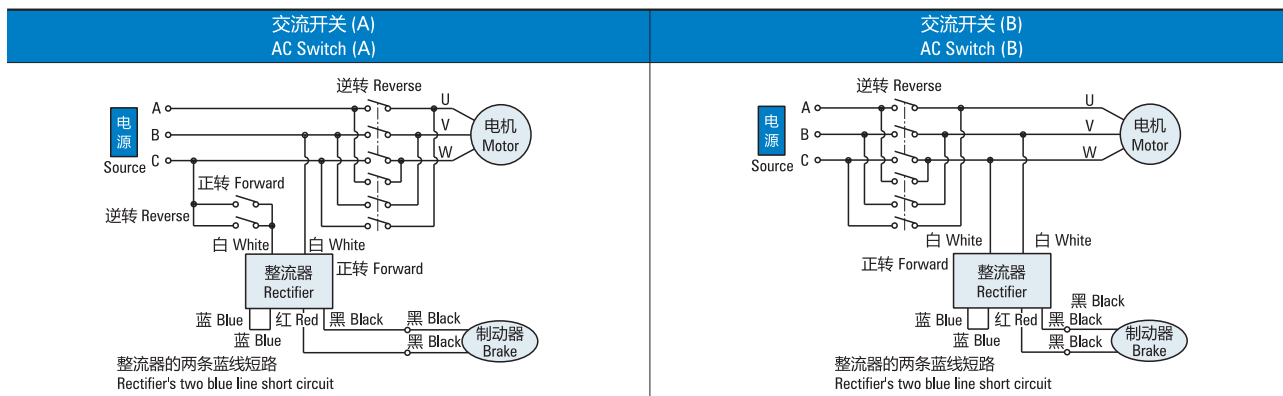 交流开关 (A)
AC Switch (A)
交流开关 (B)
AC Switch (B)
逆转 Reverse
A
B
C
电
源
Source
U
V
W
电机
Motor
正转 Forward
逆转 Reverse
白 White
白 White
整流器
Rectifier
正转 Forward
蓝 Blue
蓝 Blue
红 Red
黑 Black
黑 Black
黑 Black
制动器
Brake
整流器的两条蓝线短路
Rectifier's two blue line short circuit
逆转 Reverse
A
B
C
电
源
Source
U
V
W
电机
Motor
白 White
白 White
正转 Forward
整流器
Rectifier
蓝 Blue
蓝 Blue
红 Red
黑 Black
黑 Black
黑 Black
制动器
Brake
整流器的两条蓝线短路
Rectifier's two blue line short circuit